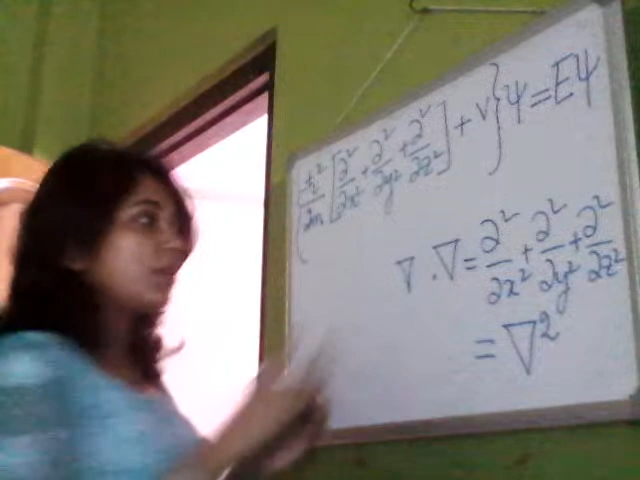 {ħ²/2m [∂²/∂x² + ∂²/∂y² + ∂²/∂z²] + V} ψ = Eψ
∇ . ∇ = ∂²/∂x² + ∂²/∂y² + ∂²/∂z²
= ∇²